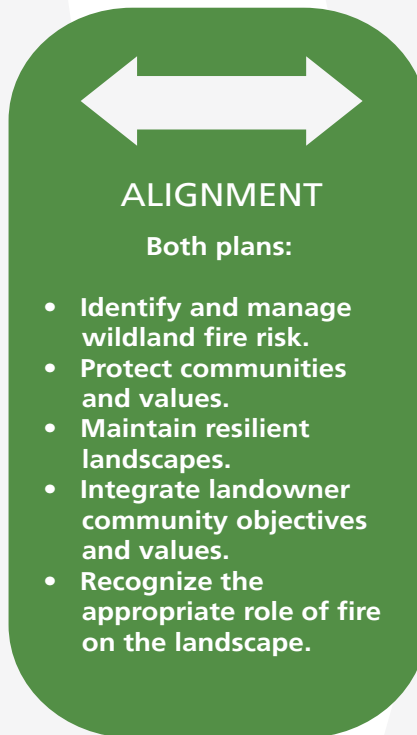 ALIGNMENT
Both plans:
• Identify and manage
wildland fire risk.
• Protect communities
and values.
• Maintain resilient
landscapes.
• Integrate landowner
community objectives
and values.
• Recognize the
appropriate role of fire
on the landscape.